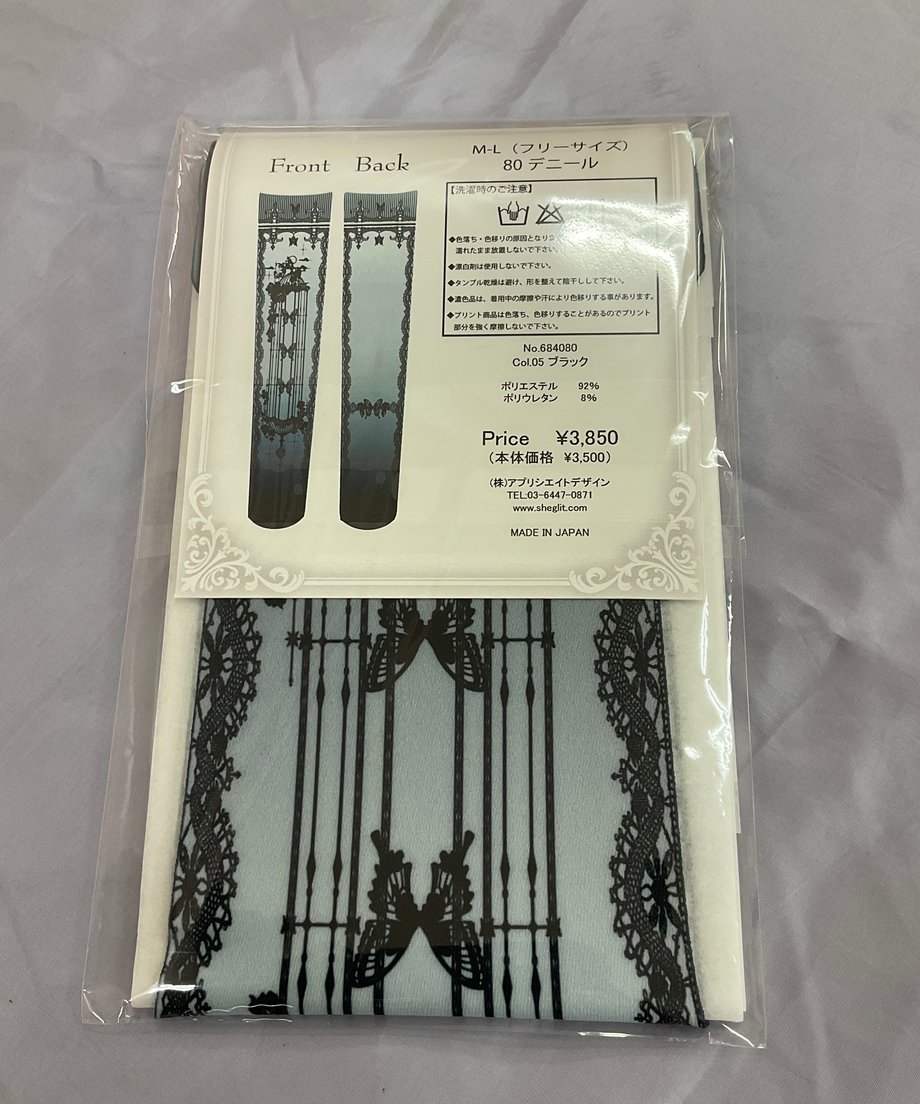 Front Back
M-L (フリーサイズ)
80 デニール
【洗濯時のご注意】
◆色落ち・色移りの原因となりま
濡れたまま放置しないで下さい。
◆漂白剤は使用しないで下さい。
◆タンブル乾燥は避け、形を整えて陰干しして下さい。
◆濃色品は、着用中の摩擦や汗により色移りする事があります。
◆プリント商品は色落ち、色移りすることがあるのでプリント
部分を強く摩擦しないで下さい。
No.684080
Col.05 ブラック
ポリエステル 92%
ポリウレタン 8%
Price ¥3,850
(本体価格 ¥3,500)
(株)アプリシエイトデザイン
TEL:03-6447-0871
www.sheglit.com
MADE IN JAPAN